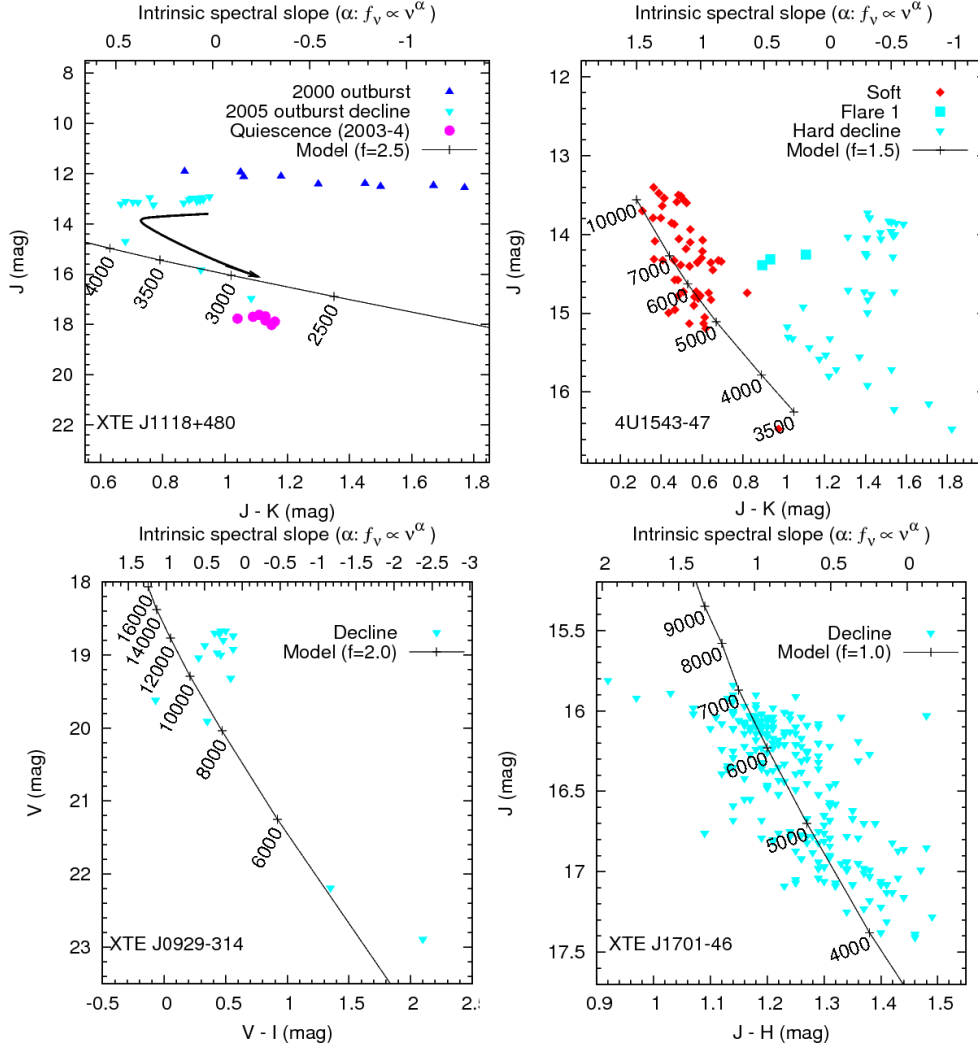 Intrinsic spectral slope (α: fν ∝ ν^α)
0.5 0 -0.5 -1
8
10
12
14
16
18
20
22
J (mag)
2000 outburst
2005 outburst decline
Quiescence (2003-4)
Model (f=2.5)
4000
3500
3000
2500
XTE J1118+480
0.6 0.8 1 1.2 1.4 1.6 1.8
J - K (mag)
Intrinsic spectral slope (α: fν ∝ ν^α)
1.5 1 0.5 0 -0.5 -1
12
13
14
15
16
J (mag)
Soft
Flare 1
Hard decline
Model (f=1.5)
10000
7000
6000
5000
4000
3500
4U1543-47
0.2 0.4 0.6 0.8 1 1.2 1.4 1.6 1.8
J - K (mag)
Intrinsic spectral slope (α: fν ∝ ν^α)
1.5 1 0.5 0 -0.5 -1 -1.5 -2 -2.5 -3
18
19
20
21
22
23
V (mag)
Decline
Model (f=2.0)
16000
14000
12000
10000
8000
6000
XTE J0929-314
-0.5 0 0.5 1 1.5 2 2.5
V - I (mag)
Intrinsic spectral slope (α: fν ∝ ν^α)
2 1.5 1 0.5 0
15.5
16
16.5
17
17.5
J (mag)
Decline
Model (f=1.0)
9000
8000
7000
6000
5000
4000
XTE J1701-46
0.9 1 1.1 1.2 1.3 1.4 1.5
J - H (mag)